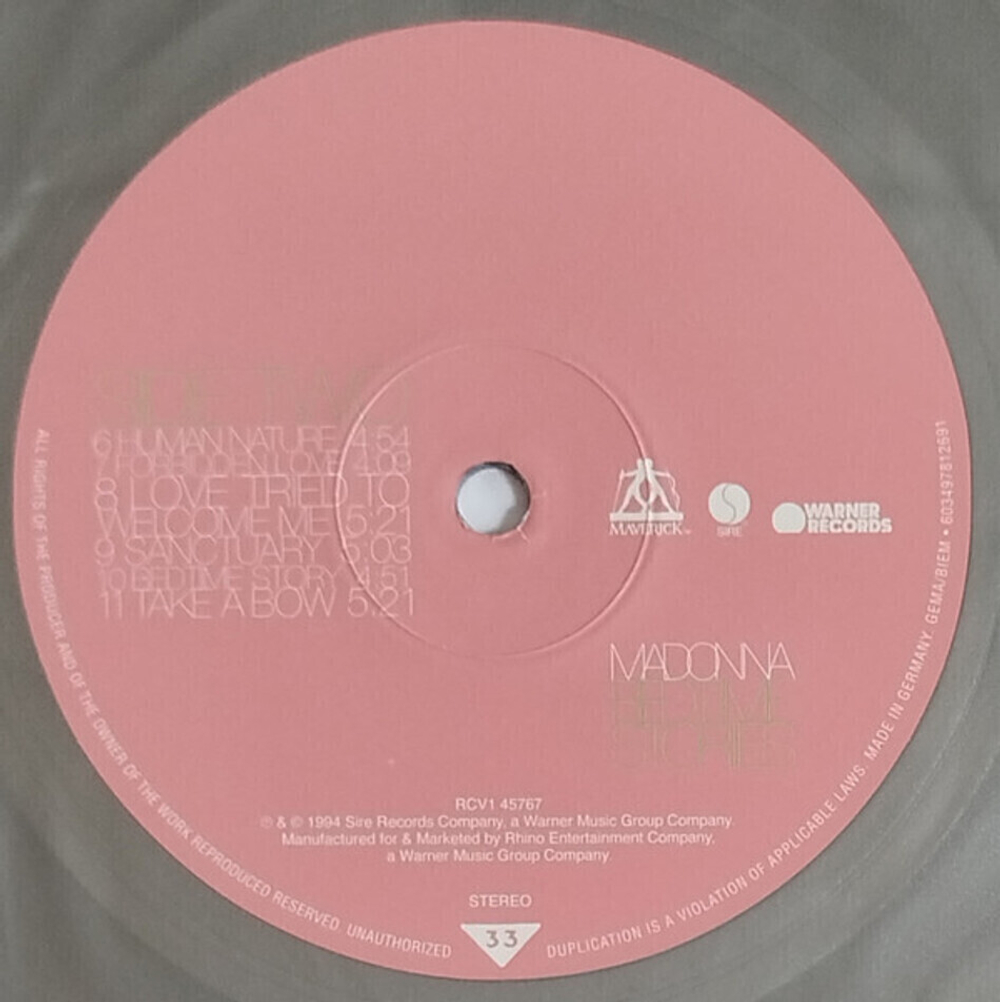 SIDE TWO
6 HUMAN NATURE 4:54
7 FORBIDDEN LOVE 4:09
8 LOVE TRIED TO
WELCOME ME 5:21
9 SANCTUARY 5:03
10 BEDTIME STORY 4:51
11 TAKE A BOW 5:21
MAVERICK™
SIRE
WARNER
RECORDS
MADONNA
BEDTIME
STORIES
RCV1 45767
℗ & © 1994 Sire Records Company, a Warner Music Group Company.
Manufactured for & Marketed by Rhino Entertainment Company,
a Warner Music Group Company.
STEREO
33
ALL RIGHTS OF THE PRODUCER AND OF THE OWNER OF THE WORK REPRODUCED RESERVED. UNAUTHORIZED DUPLICATION IS A VIOLATION OF APPLICABLE LAWS. MADE IN GERMANY. GEMA/BIEM • 603497812691